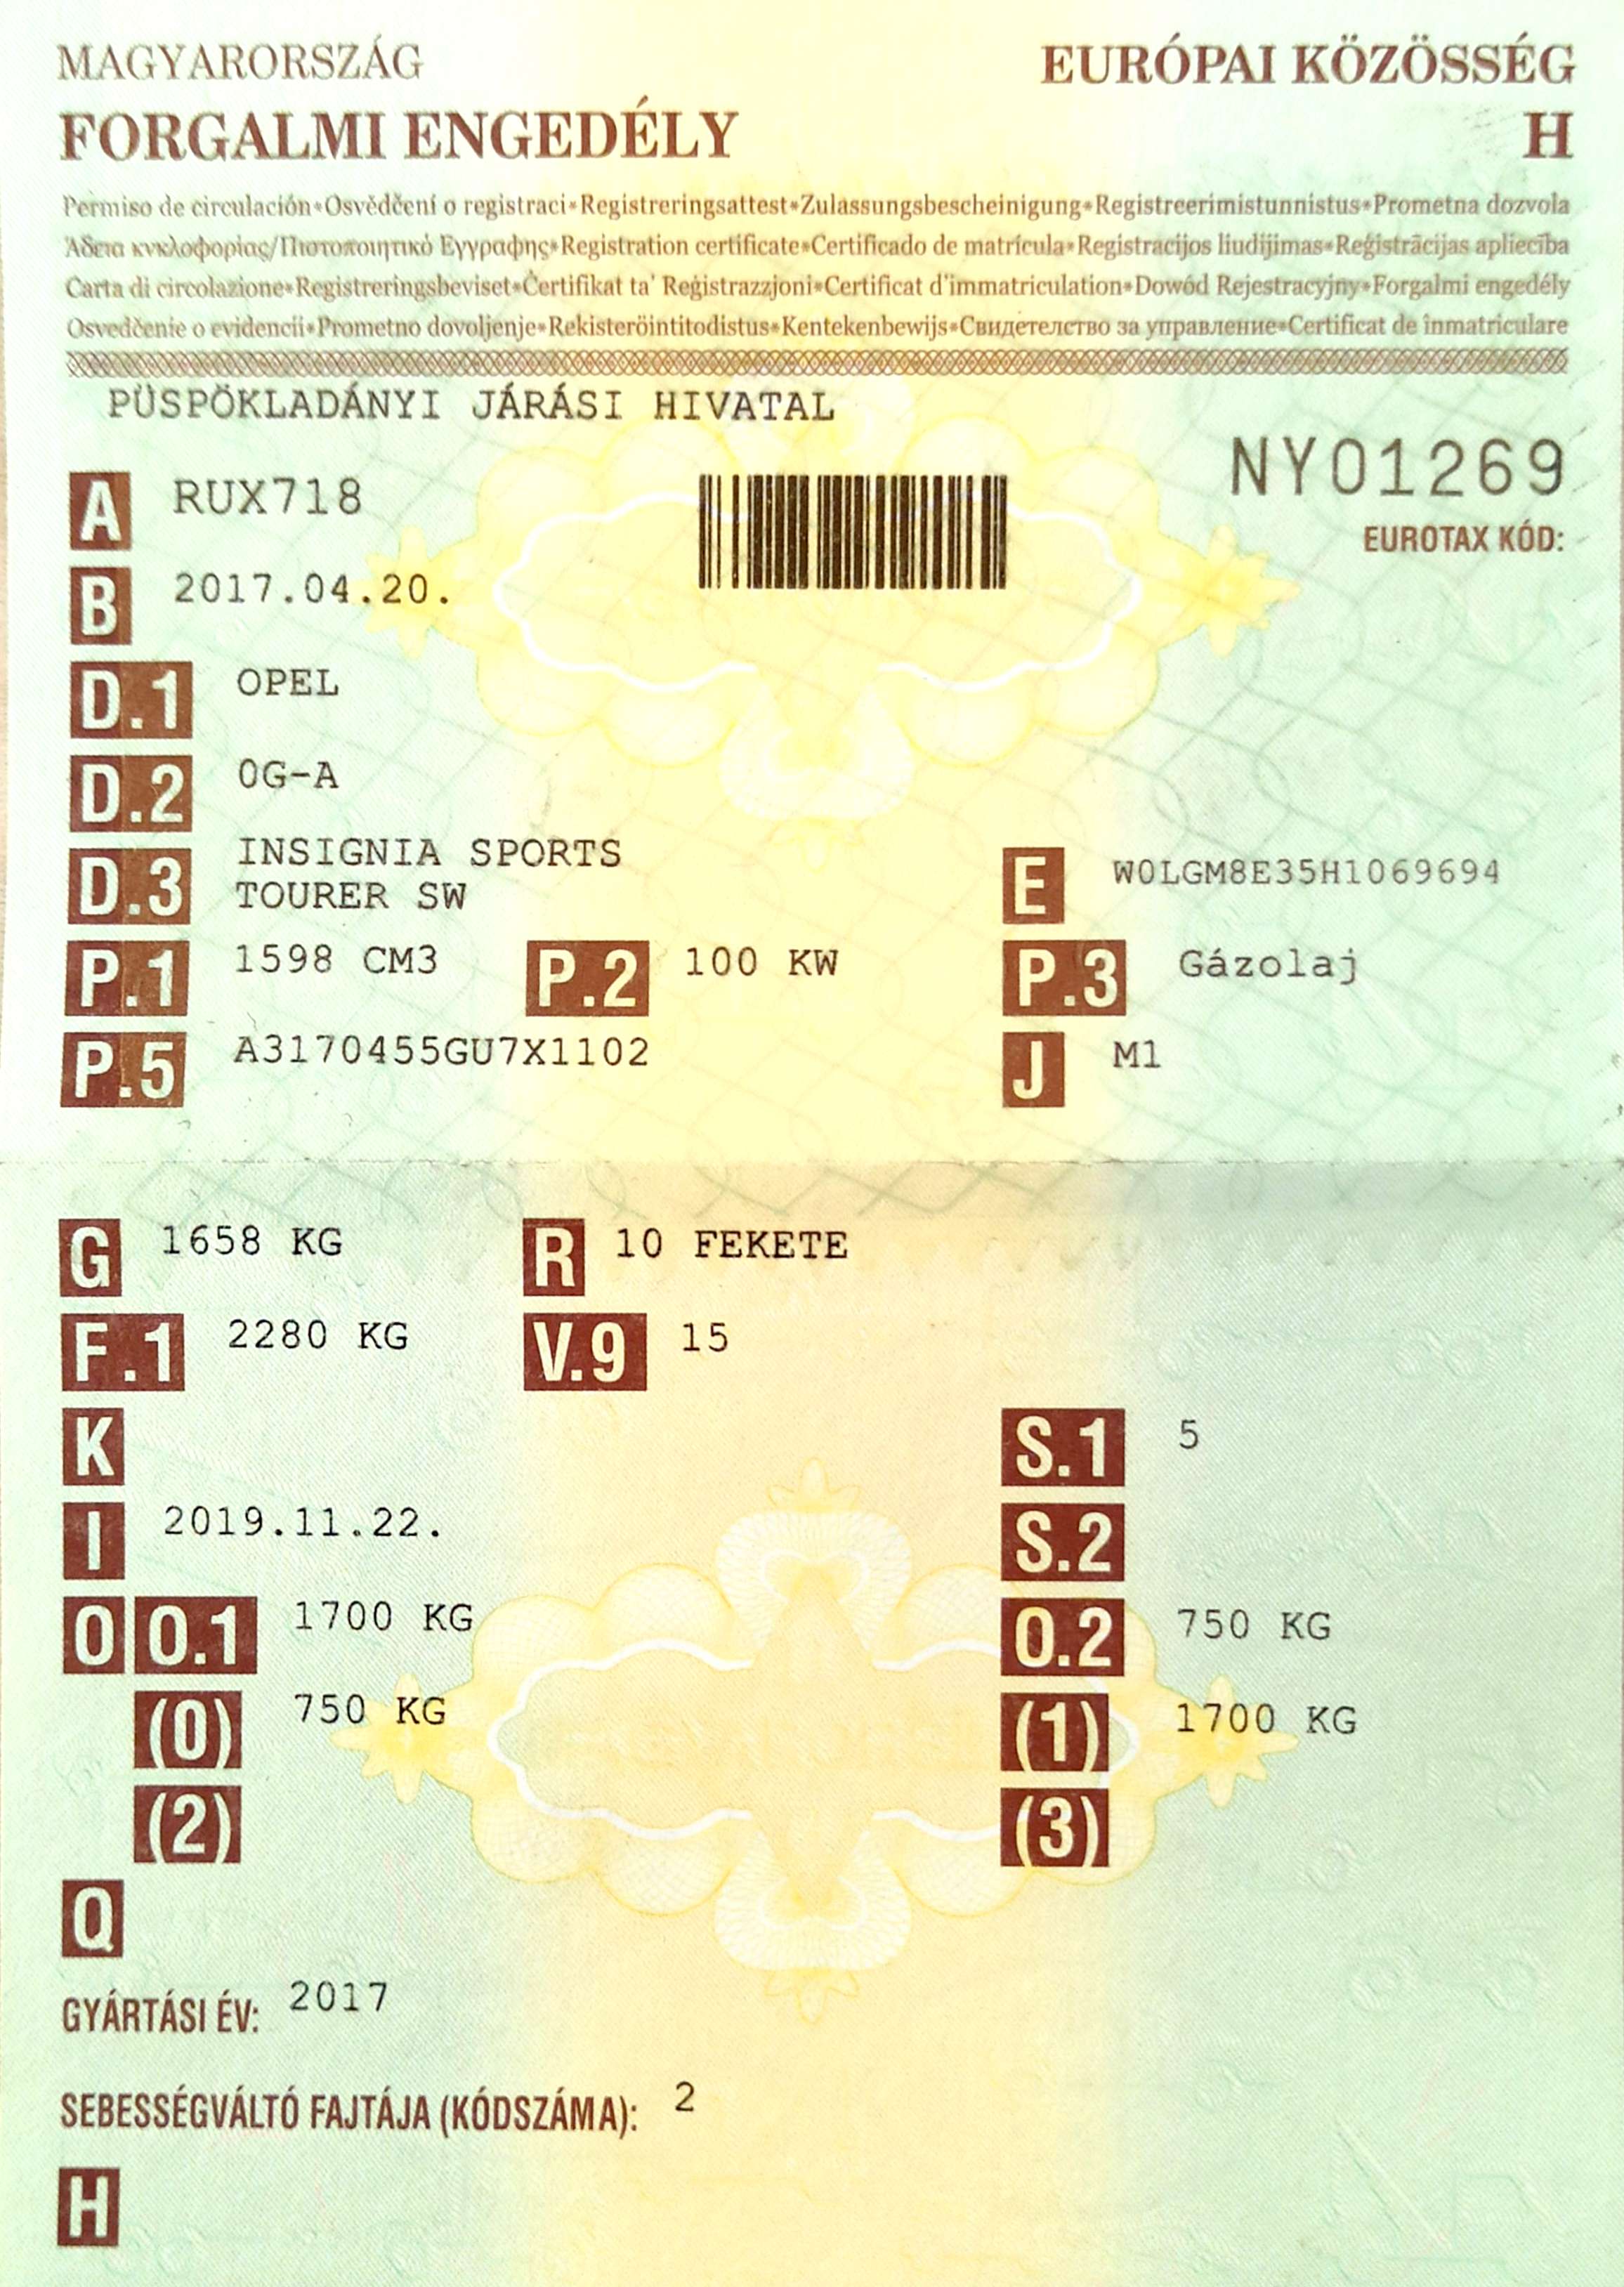 MAGYARORSZÁG EURÓPAI KÖZÖSSÉG
FORGALMI ENGEDÉLY H
Permiso de circulación•Osvědčení o registraci•Registreringsattest•Zulassungsbescheinigung•Registreerimistunnistus•Prometna dozvola
Άδεια κυκλοφορίας/Πιστοποιητικό Εγγραφης•Registration certificate•Certificado de matrícula•Registracijos liudijimas•Reģistrācijas apliecība
Carta di circolazione•Registreringsbeviset•Ċertifikat ta' Reġistrazzjoni•Certificat d'immatriculation•Dowód Rejestracyjny•Forgalmi engedély
Osvedčenie o evidencii•Prometno dovoljenje•Rekisteröintitodistus•Kentekenbewijs•Свидетелство за управление•Certificat de înmatriculare
PÜSPÖKLADÁNYI JÁRÁSI HIVATAL
NY01269
A RUX718
EUROTAX KÓD:
B 2017.04.20.
D.1 OPEL
D.2 0G-A
D.3 INSIGNIA SPORTS
TOURER SW
E W0LGM8E35H1069694
P.1 1598 CM3 P.2 100 KW P.3 Gázolaj
P.5 A3170455GU7X1102 J M1
G 1658 KG R 10 FEKETE
F.1 2280 KG V.9 15
K S.1 5
I 2019.11.22. S.2
O O.1 1700 KG O.2 750 KG
(0) 750 KG (1) 1700 KG
(2) (3)
Q
GYÁRTÁSI ÉV: 2017
SEBESSÉGVÁLTÓ FAJTÁJA (KÓDSZÁMA): 2
H